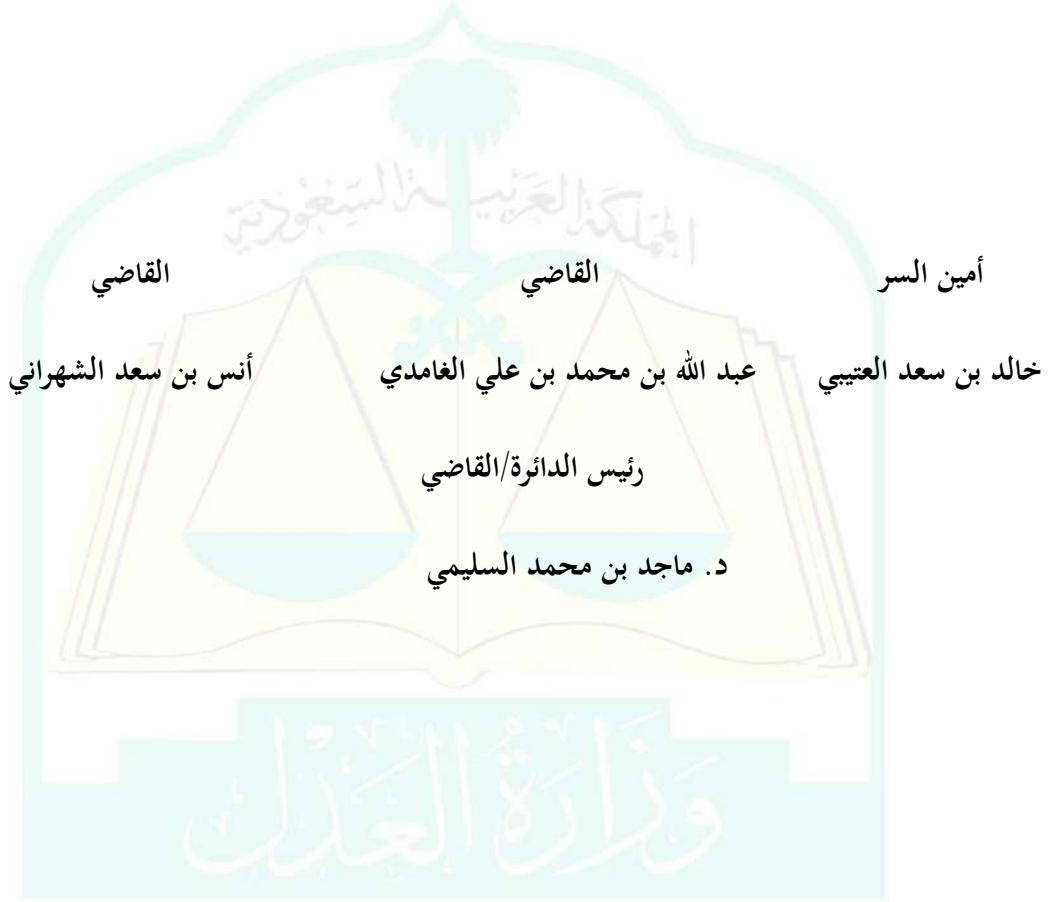 المملكة العربية السعودية
أمين السر القاضي القاضي
خالد بن سعد العتيبي عبد الله بن محمد بن علي الغامدي أنس بن سعد الشهراني
رئيس الدائرة/القاضي
د. ماجد بن محمد السليمي
وزارة العدل